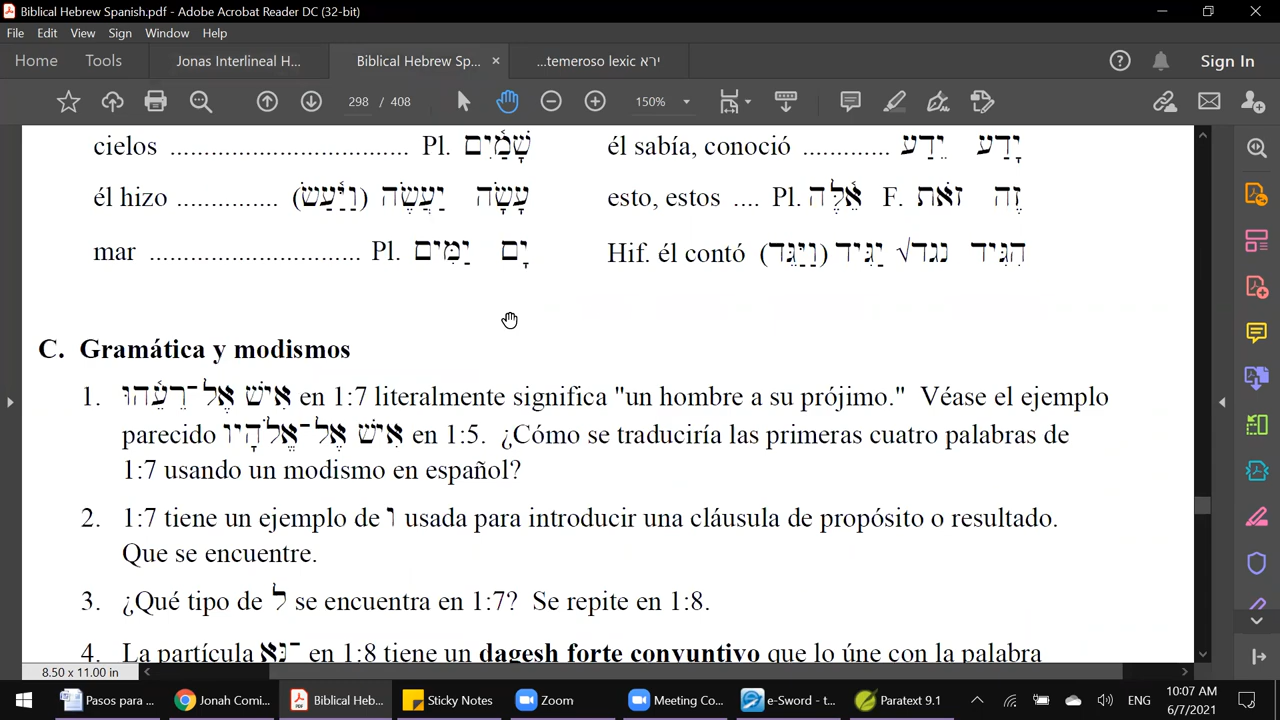 Biblical Hebrew Spanish.pdf - Adobe Acrobat Reader DC (32-bit)
File Edit View Sign Window Help
Home Tools Jonas Interlineal H... Biblical Hebrew Sp... × ...temeroso lexic ירא Sign In
298 / 408 150%
cielos ................................ Pl. שָׁמַ֫יִם
él sabía, conoció ............ יָדַע יֵדַע
él hizo .............. עָשָׂה יַעֲשֶׂה (וַיַּ֫עַשׂ)
esto, estos .... Pl. אֵ֫לֶּה F. זֹאת זֶה
mar .................................. Pl. יָם יַמִּים
Hif. él contó הִגִּיד נגד√ יַגִּיד (וַיַּגֵּד)
C. Gramática y modismos
1. אִישׁ אֶל־רֵעֵ֫הוּ en 1:7 literalmente significa "un hombre a su prójimo." Véase el ejemplo
parecido אִישׁ אֶל־אֱלֹהָיו en 1:5. ¿Cómo se traduciría las primeras cuatro palabras de
1:7 usando un modismo en español?
2. 1:7 tiene un ejemplo de ו usada para introducir una cláusula de propósito o resultado.
Que se encuentre.
3. ¿Qué tipo de ל se encuentra en 1:7? Se repite en 1:8.
4. La partícula ־נָּא en 1:8 tiene un dagesh forte conyuntivo que lo úne con la palabra
8.50 x 11.00 in
Pasos para ... Jonah Comi... Biblical Heb... Sticky Notes Zoom Meeting Co... e-Sword - t... Paratext 9.1 ENG 10:07 AM
6/7/2021